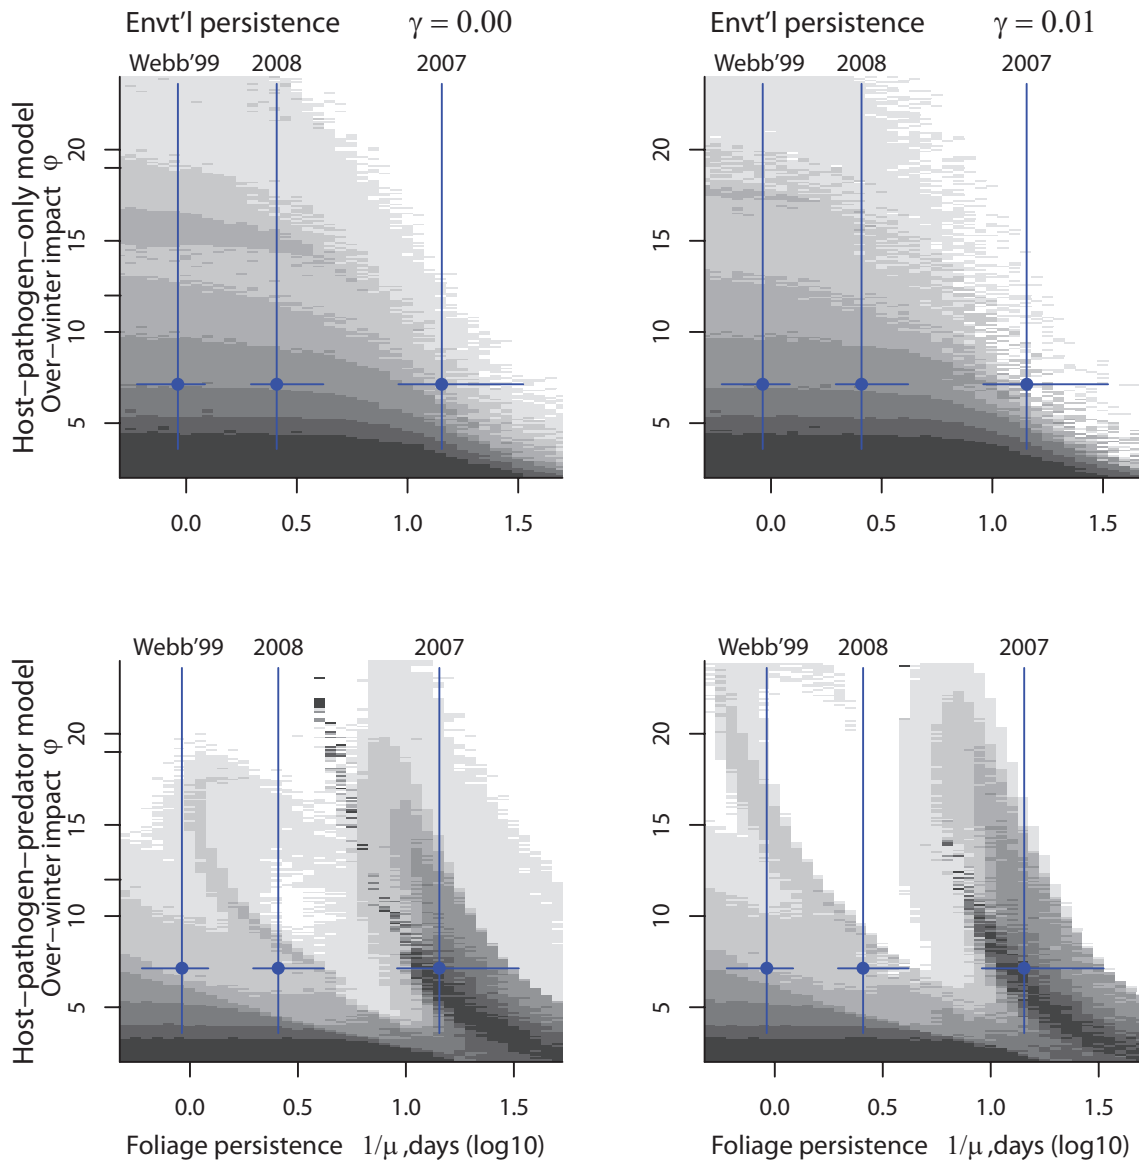 Envt'l persistence γ = 0.00
Envt'l persistence γ = 0.01
Webb'99 2008 2007
Webb'99 2008 2007
Host−pathogen−only model
Over−winter impact φ
20
15
10
5
20
15
10
5
0.0 0.5 1.0 1.5
0.0 0.5 1.0 1.5
Webb'99 2008 2007
Webb'99 2008 2007
Host−pathogen−predator model
Over−winter impact φ
20
15
10
5
20
15
10
5
0.0 0.5 1.0 1.5
0.0 0.5 1.0 1.5
Foliage persistence 1/μ ,days (log10)
Foliage persistence 1/μ ,days (log10)